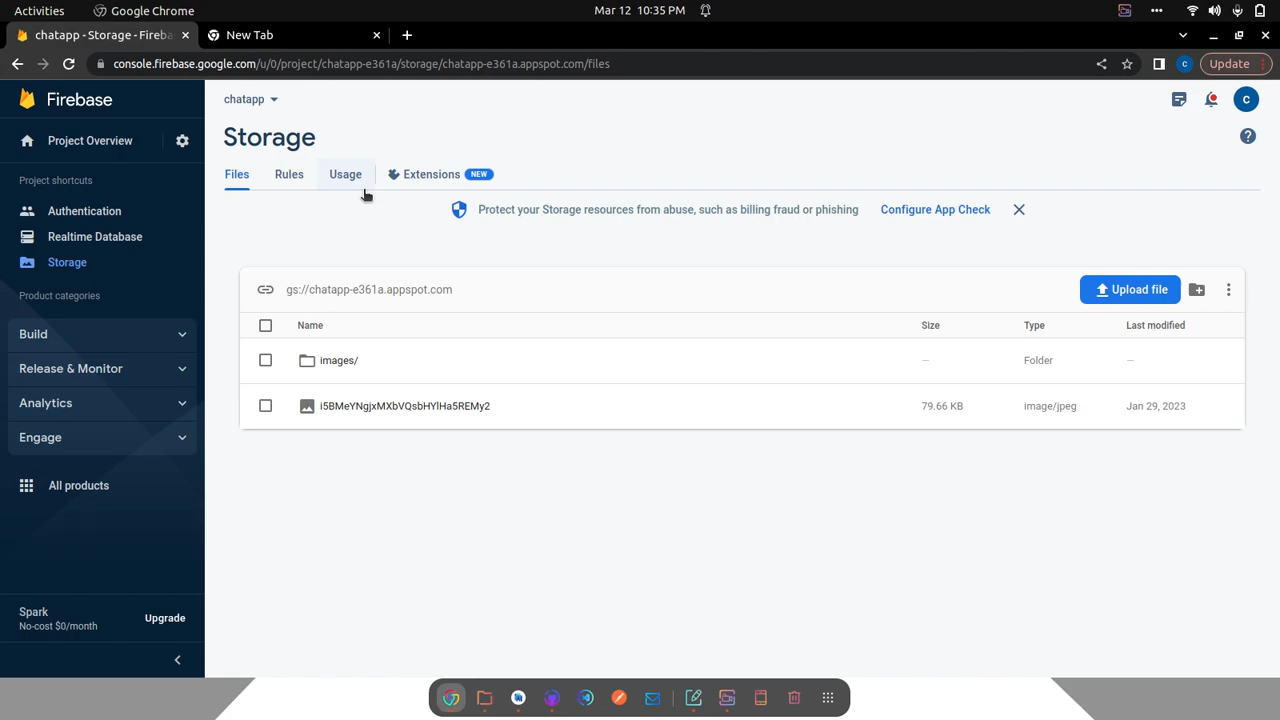 Activities
Google Chrome
Mar 12 10:35 PM
chatapp - Storage - Fireba
New Tab
console.firebase.google.com/u/0/project/chatapp-e361a/storage/chatapp-e361a.appspot.com/files
C
Update
Firebase
chatapp
C
Project Overview
Storage
Files
Rules
Usage
Extensions
NEW
Project shortcuts
Authentication
Realtime Database
Storage
Product categories
Build
Release & Monitor
Analytics
Engage
All products
Spark
No-cost $0/month
Upgrade
Protect your Storage resources from abuse, such as billing fraud or phishing
Configure App Check
gs://chatapp-e361a.appspot.com
Upload file
Name
Size
Type
Last modified
images/
—
Folder
—
i5BMeYNgjxMXbVQsbHYlHa5REMy2
79.66 KB
image/jpeg
Jan 29, 2023